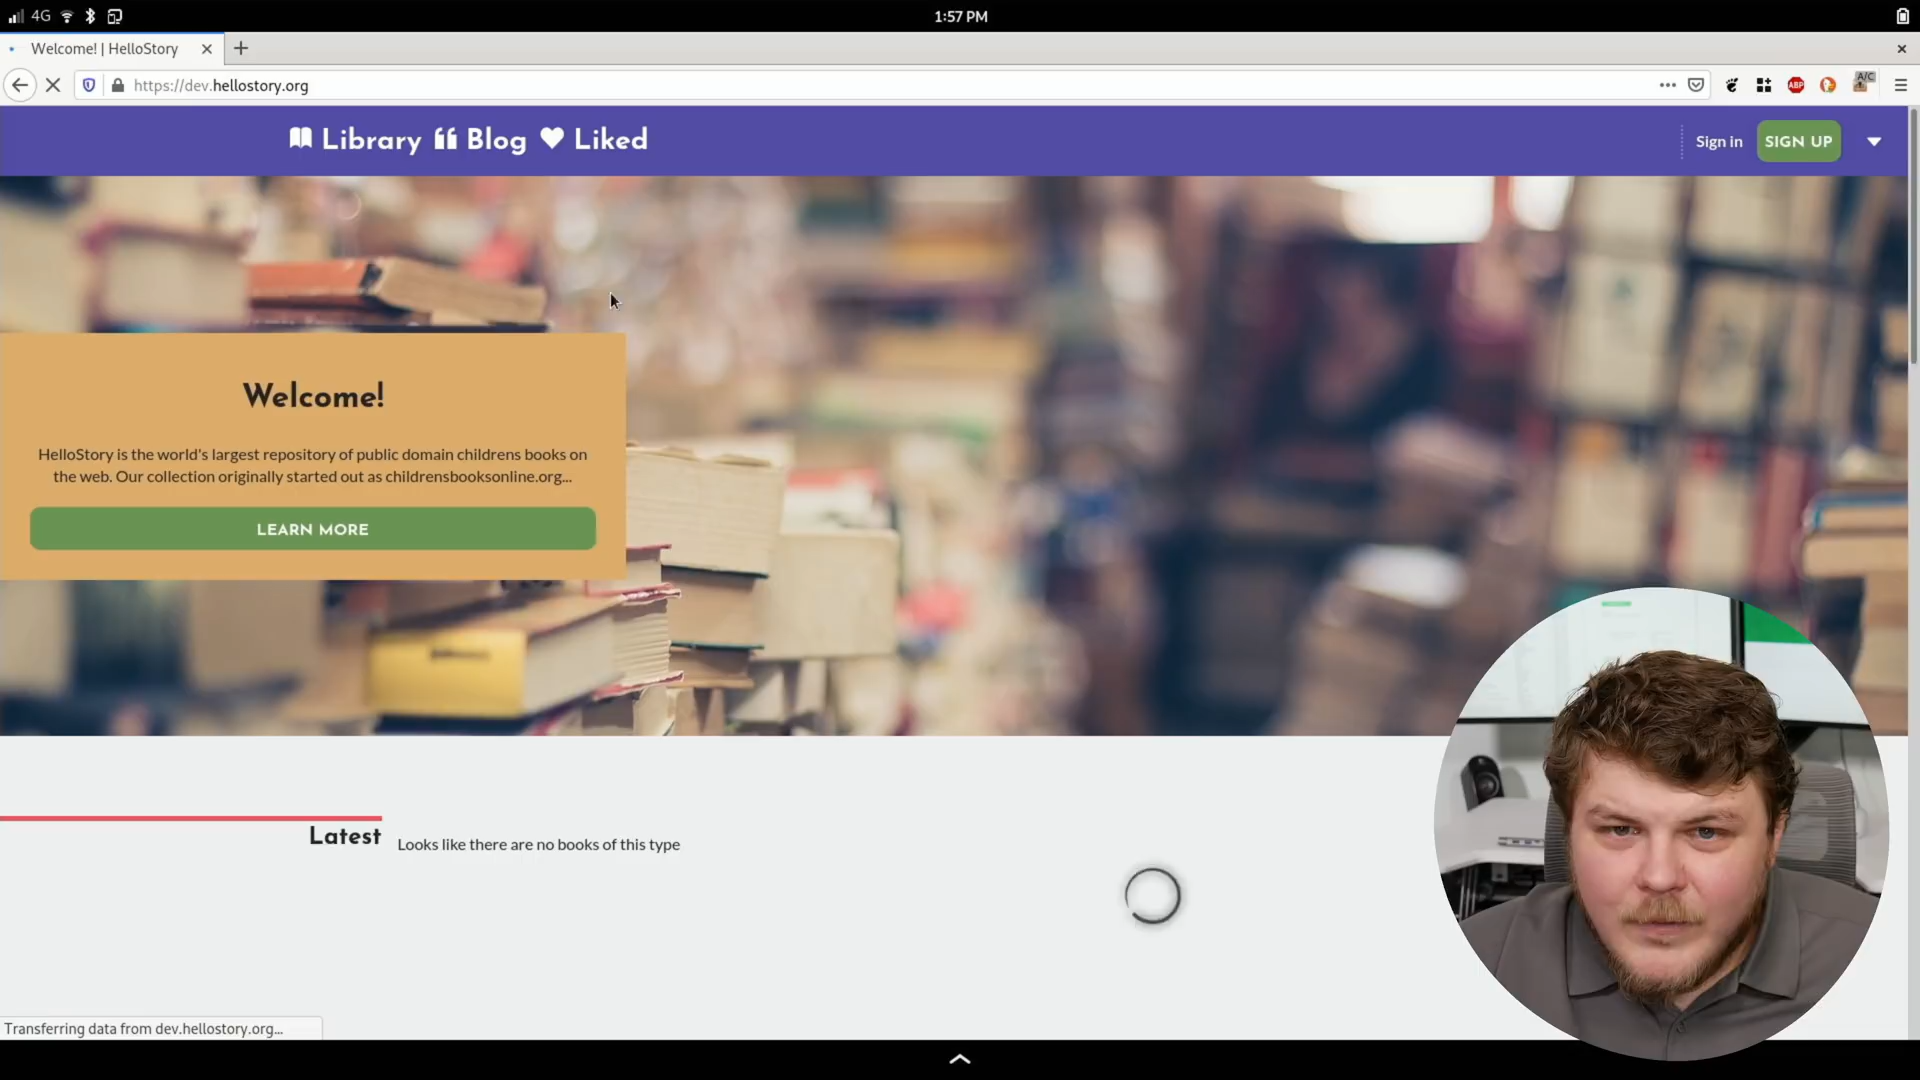 4G
1:57 PM
Welcome! | HelloStory
https://dev.hellostory.org
ABP
A/C
Library Blog Liked
Sign in
SIGN UP
Welcome!
HelloStory is the world's largest repository of public domain childrens books on
the web. Our collection originally started out as childrensbooksonline.org...
LEARN MORE
Latest
Looks like there are no books of this type
Transferring data from dev.hellostory.org...